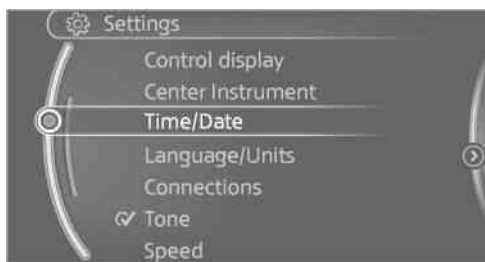 Settings
Control display
Center Instrument
Time/Date
Language/Units
Connections
Tone
Speed